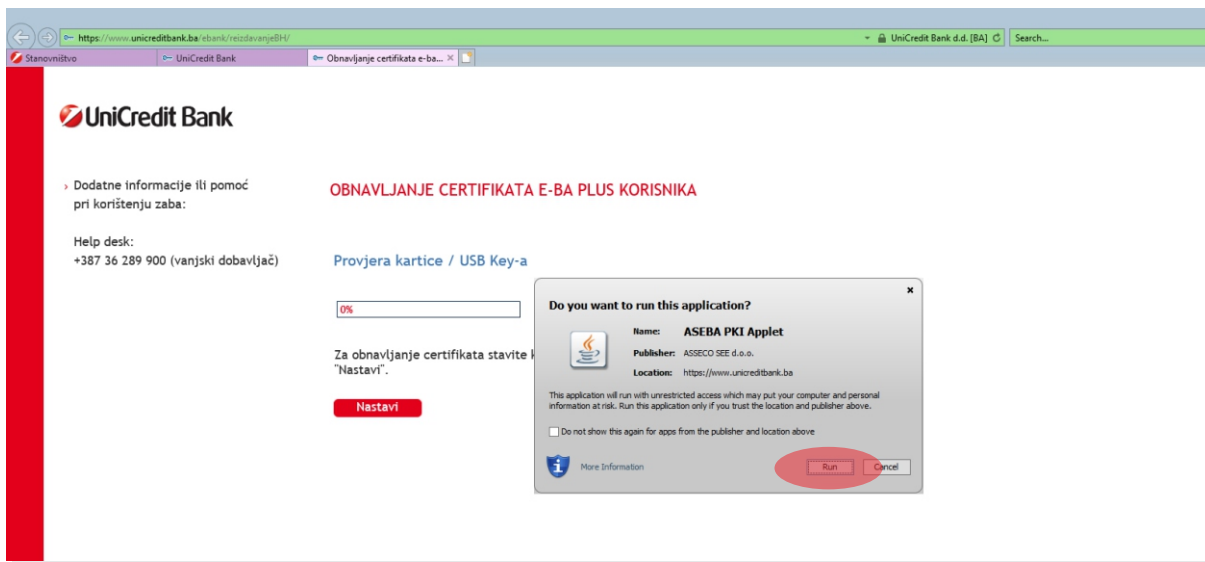 https://www.unicreditbank.ba/ebank/reizdavanjeBH/
UniCredit Bank d.d. [BA]
Search...
Stanovništvo
UniCredit Bank
Obnavljanje certifikata e-ba...
UniCredit Bank
› Dodatne informacije ili pomoć
pri korištenju zaba:
Help desk:
+387 36 289 900 (vanjski dobavljač)
OBNAVLJANJE CERTIFIKATA E-BA PLUS KORISNIKA
Provjera kartice / USB Key-a
0%
Za obnavljanje certifikata stavite k
"Nastavi".
Nastavi
Do you want to run this application?
Name: ASEBA PKI Applet
Publisher: ASSECO SEE d.o.o.
Location: https://www.unicreditbank.ba
This application will run with unrestricted access which may put your computer and personal
information at risk. Run this application only if you trust the location and publisher above.
Do not show this again for apps from the publisher and location above
More Information
Run
Cancel